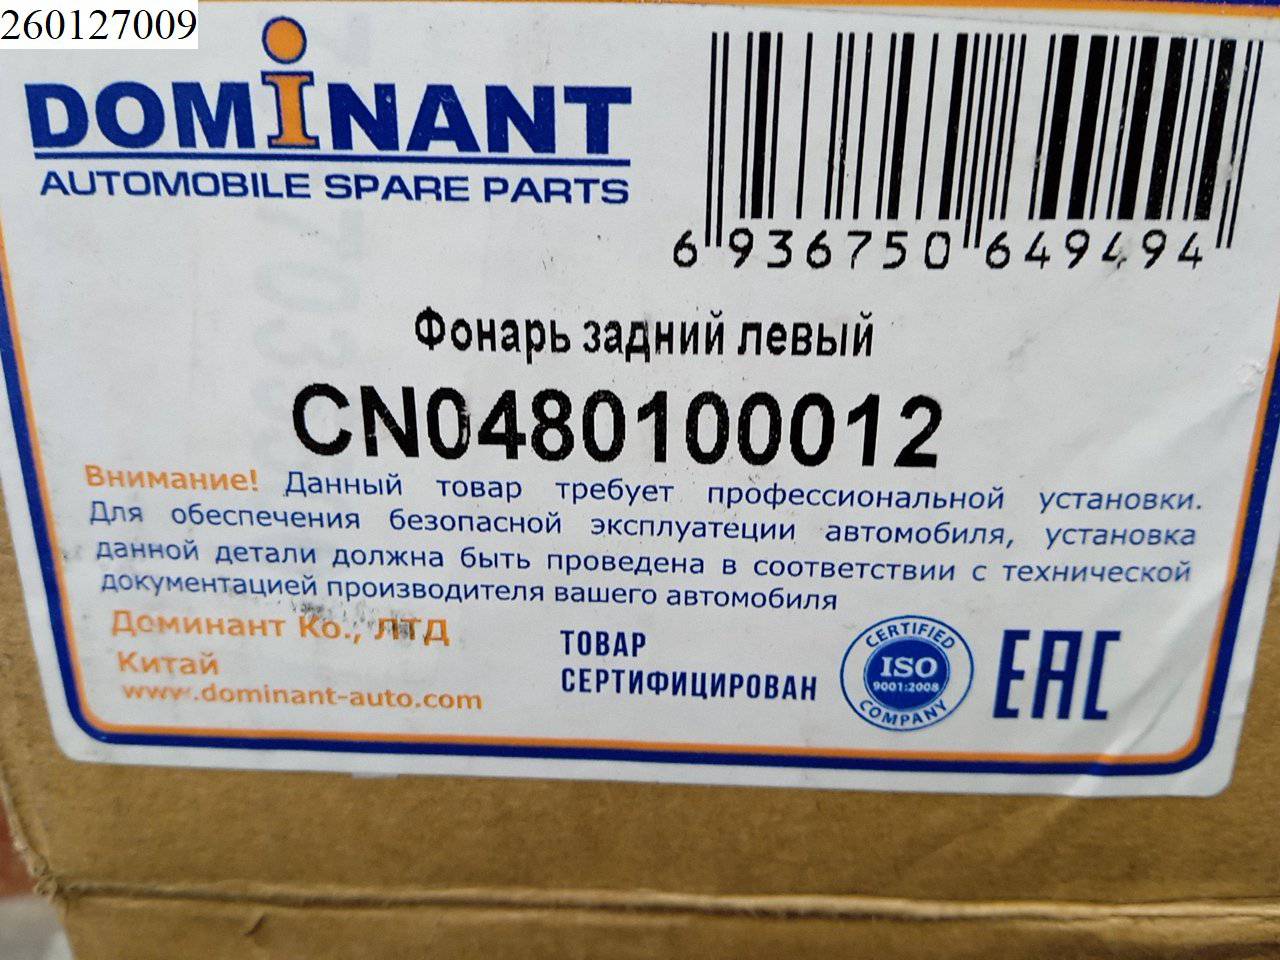 260127009
DOMINANT
AUTOMOBILE SPARE PARTS
6 936750 649494
Фонарь задний левый
CN0480100012
Внимание! Данный товар требует профессиональной установки.
Для обеспечения безопасной эксплуатеции автомобиля, установка
данной детали должна быть проведена в соответствии с технической
документацией производителя вашего автомобиля
Доминант Ко., ЛТД
Китай
www.dominant-auto.com
ТОВАР
СЕРТИФИЦИРОВАН
CERTIFIED
ISO
9001:2008
COMPANY
EAC